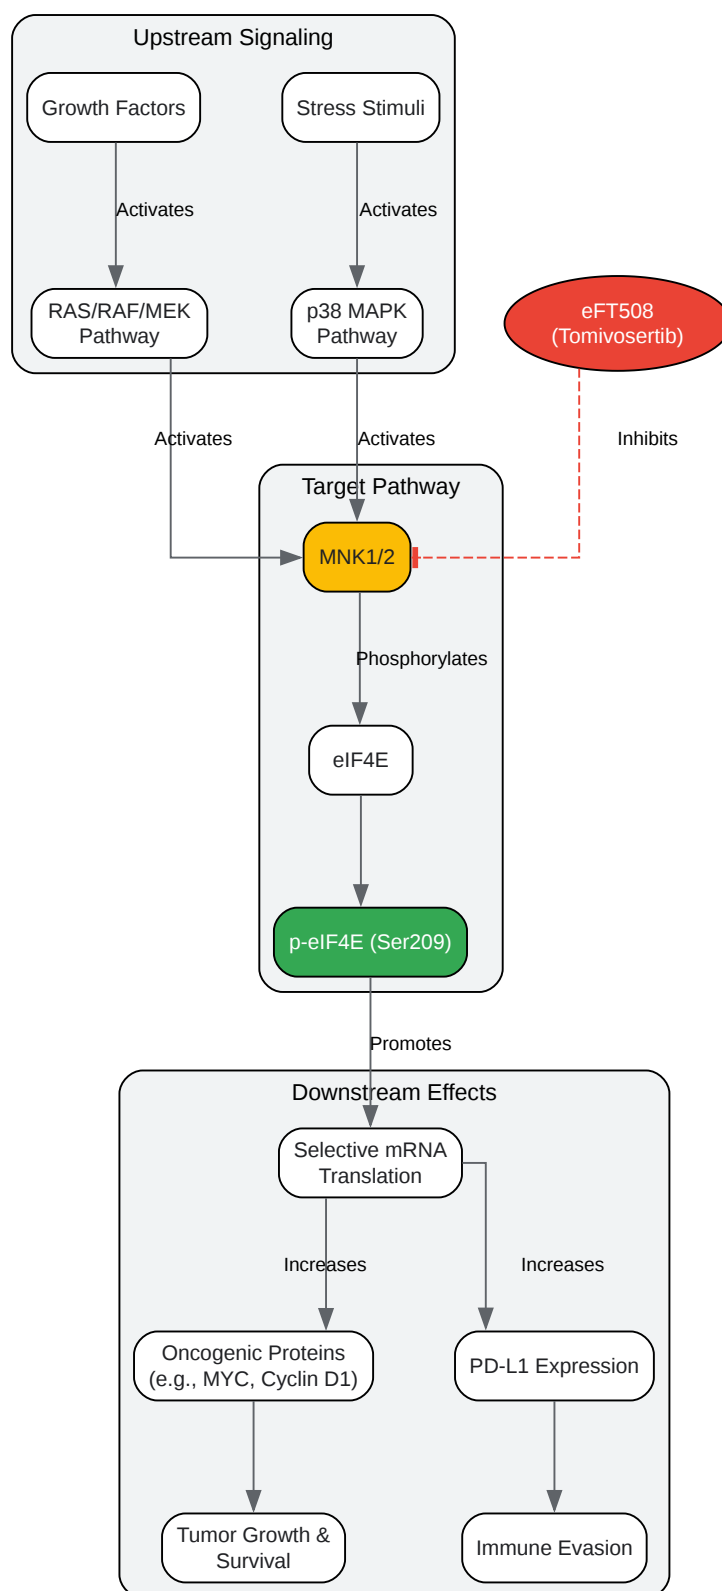 Upstream Signaling
Growth Factors
Stress Stimuli
Activates
Activates
RAS/RAF/MEK
Pathway
p38 MAPK
Pathway
eFT508
(Tomivosertib)
Activates
Activates
Inhibits
Target Pathway
MNK1/2
Phosphorylates
eIF4E
p-eIF4E (Ser209)
Promotes
Downstream Effects
Selective mRNA
Translation
Increases
Increases
Oncogenic Proteins
(e.g., MYC, Cyclin D1)
PD-L1 Expression
Tumor Growth &
Survival
Immune Evasion